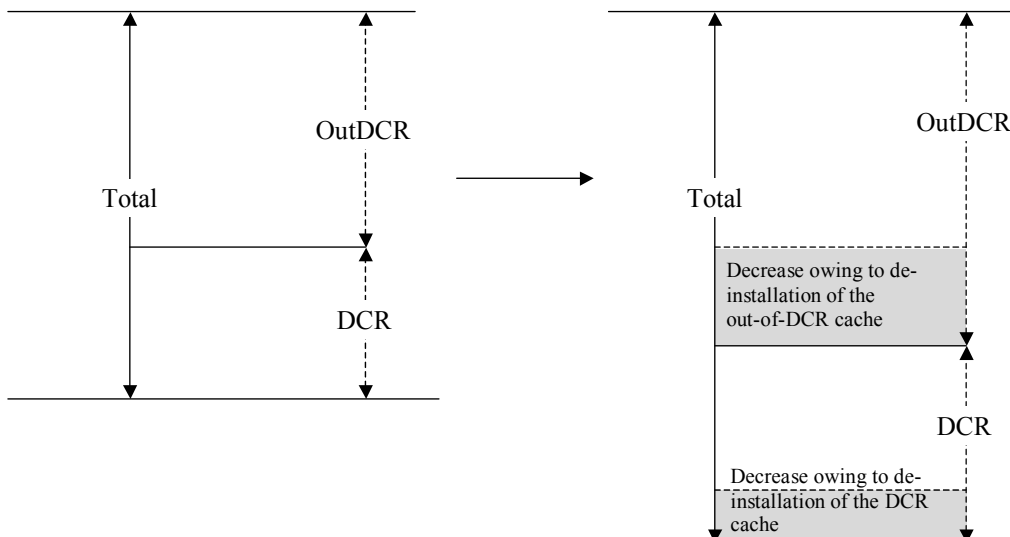 OutDCR
Total
DCR
OutDCR
Total
Decrease owing to de-
installation of the
out-of-DCR cache
DCR
Decrease owing to de-
installation of the DCR
cache